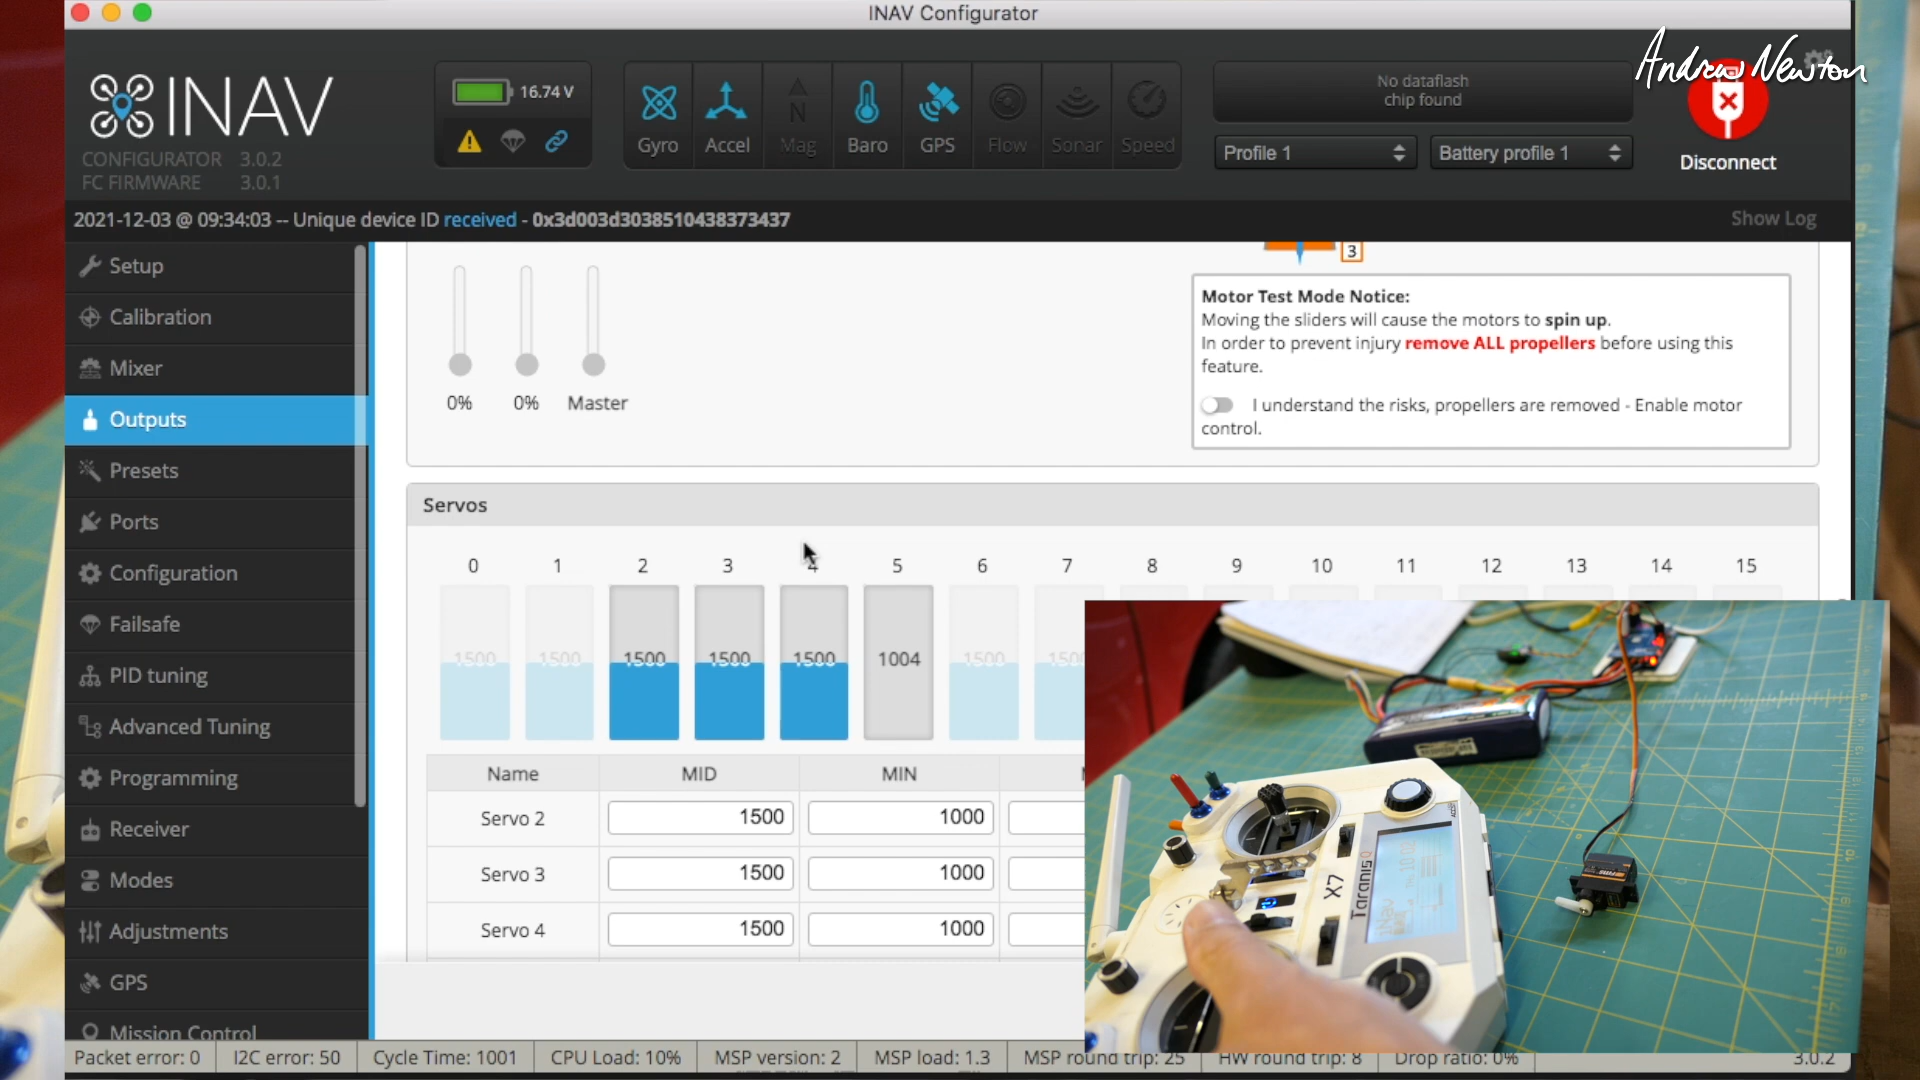 INAV Configurator
Andrew Newton
INAV
CONFIGURATOR 3.0.2
FC FIRMWARE 3.0.1
16.74 V
Gyro
Accel
Mag
Baro
GPS
Flow
Sonar
Speed
No dataflash
chip found
Profile 1
Battery profile 1
Disconnect
2021-12-03 @ 09:34:03 -- Unique device ID received - 0x3d003d3038510438373437
Show Log
Setup
Calibration
Mixer
Outputs
Presets
Ports
Configuration
Failsafe
PID tuning
Advanced Tuning
Programming
Receiver
Modes
Adjustments
GPS
Mission Control
0%
0%
Master
3
Motor Test Mode Notice:
Moving the sliders will cause the motors to spin up.
In order to prevent injury remove ALL propellers before using this
feature.
I understand the risks, propellers are removed - Enable motor
control.
Servos
0 1 2 3 4 5 6 7 8 9 10 11 12 13 14 15
1500 1500 1500 1500 1500 1004 1500 1500
Name MID MIN
Servo 2 1500 1000
Servo 3 1500 1000
Servo 4 1500 1000
X7
Taranis Q
Packet error: 0
I2C error: 50
Cycle Time: 1001
CPU Load: 10%
MSP version: 2
MSP load: 1.3
MSP round trip: 25
HW round trip: 8
Drop ratio: 0%
3.0.2